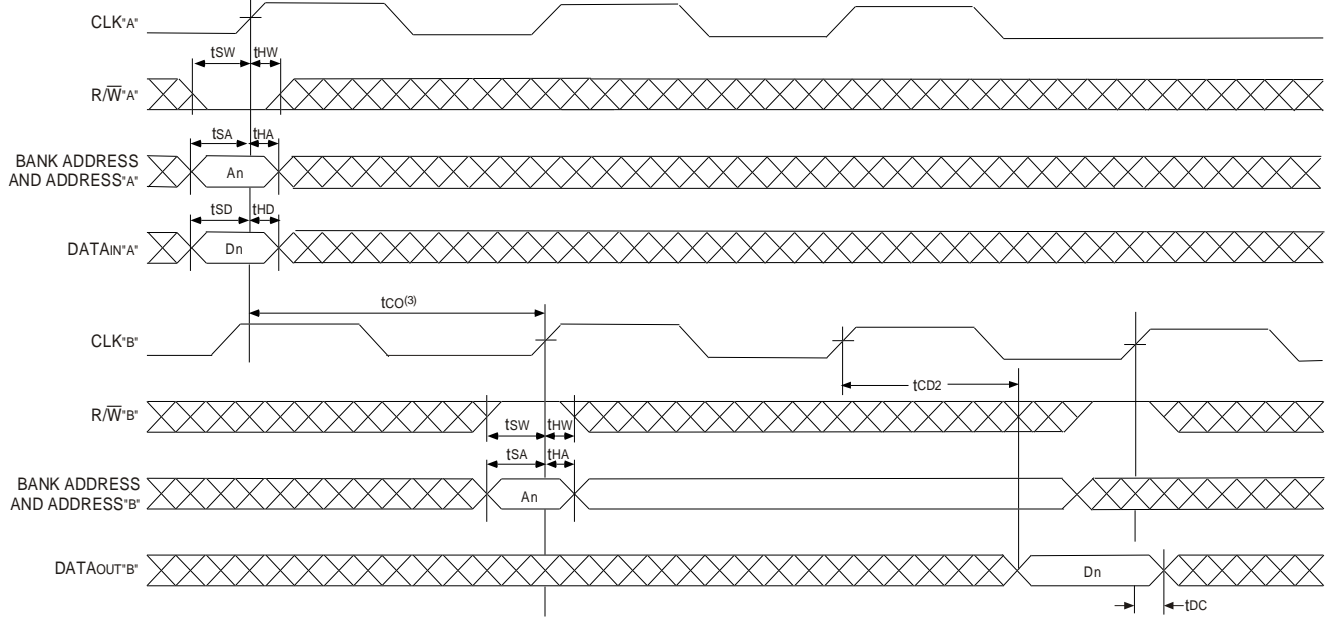 CLK"A"
tSW tHW
R/W̅"A"
tSA tHA
BANK ADDRESS
AND ADDRESS"A"
An
tSD tHD
DATAIN"A"
Dn
tCO(3)
CLK"B"
tCD2
R/W̅"B"
tSW tHW
tSA tHA
BANK ADDRESS
AND ADDRESS"B"
An
DATAOUT"B"
Dn
tDC